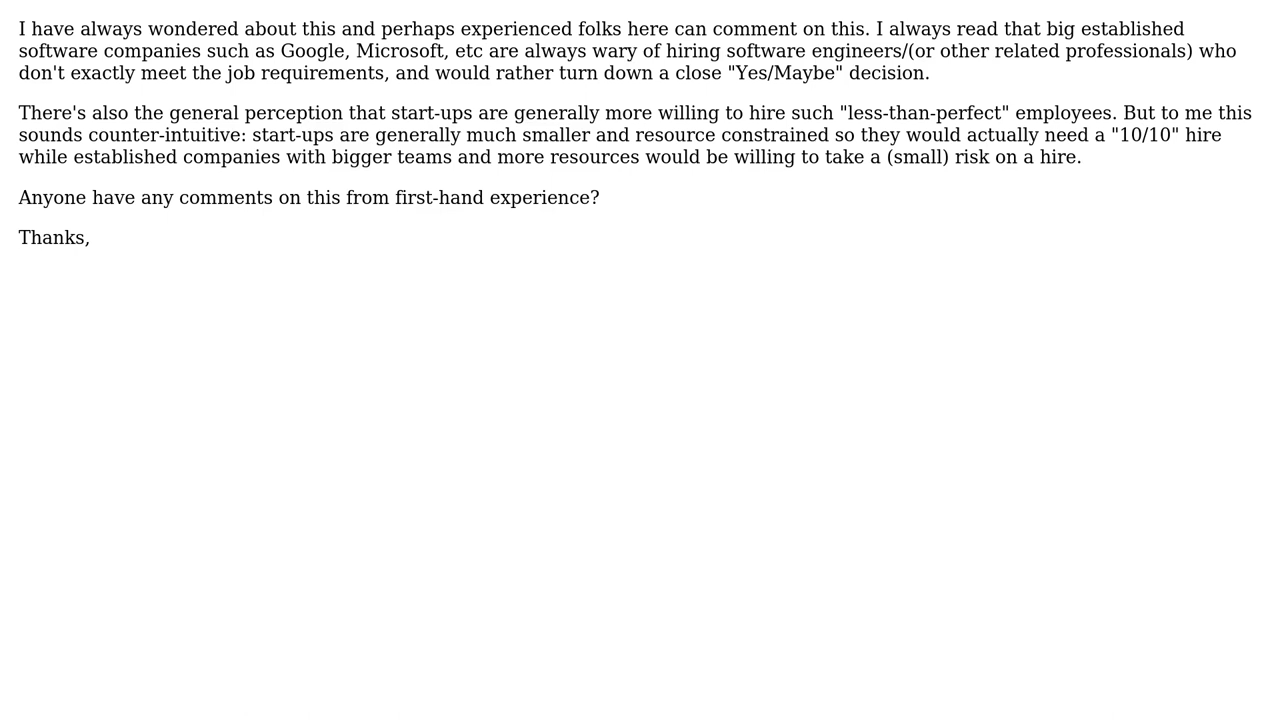 I have always wondered about this and perhaps experienced folks here can comment on this. I always read that big established
software companies such as Google, Microsoft, etc are always wary of hiring software engineers/(or other related professionals) who
don't exactly meet the job requirements, and would rather turn down a close "Yes/Maybe" decision.
There's also the general perception that start-ups are generally more willing to hire such "less-than-perfect" employees. But to me this
sounds counter-intuitive: start-ups are generally much smaller and resource constrained so they would actually need a "10/10" hire
while established companies with bigger teams and more resources would be willing to take a (small) risk on a hire.
Anyone have any comments on this from first-hand experience?
Thanks,